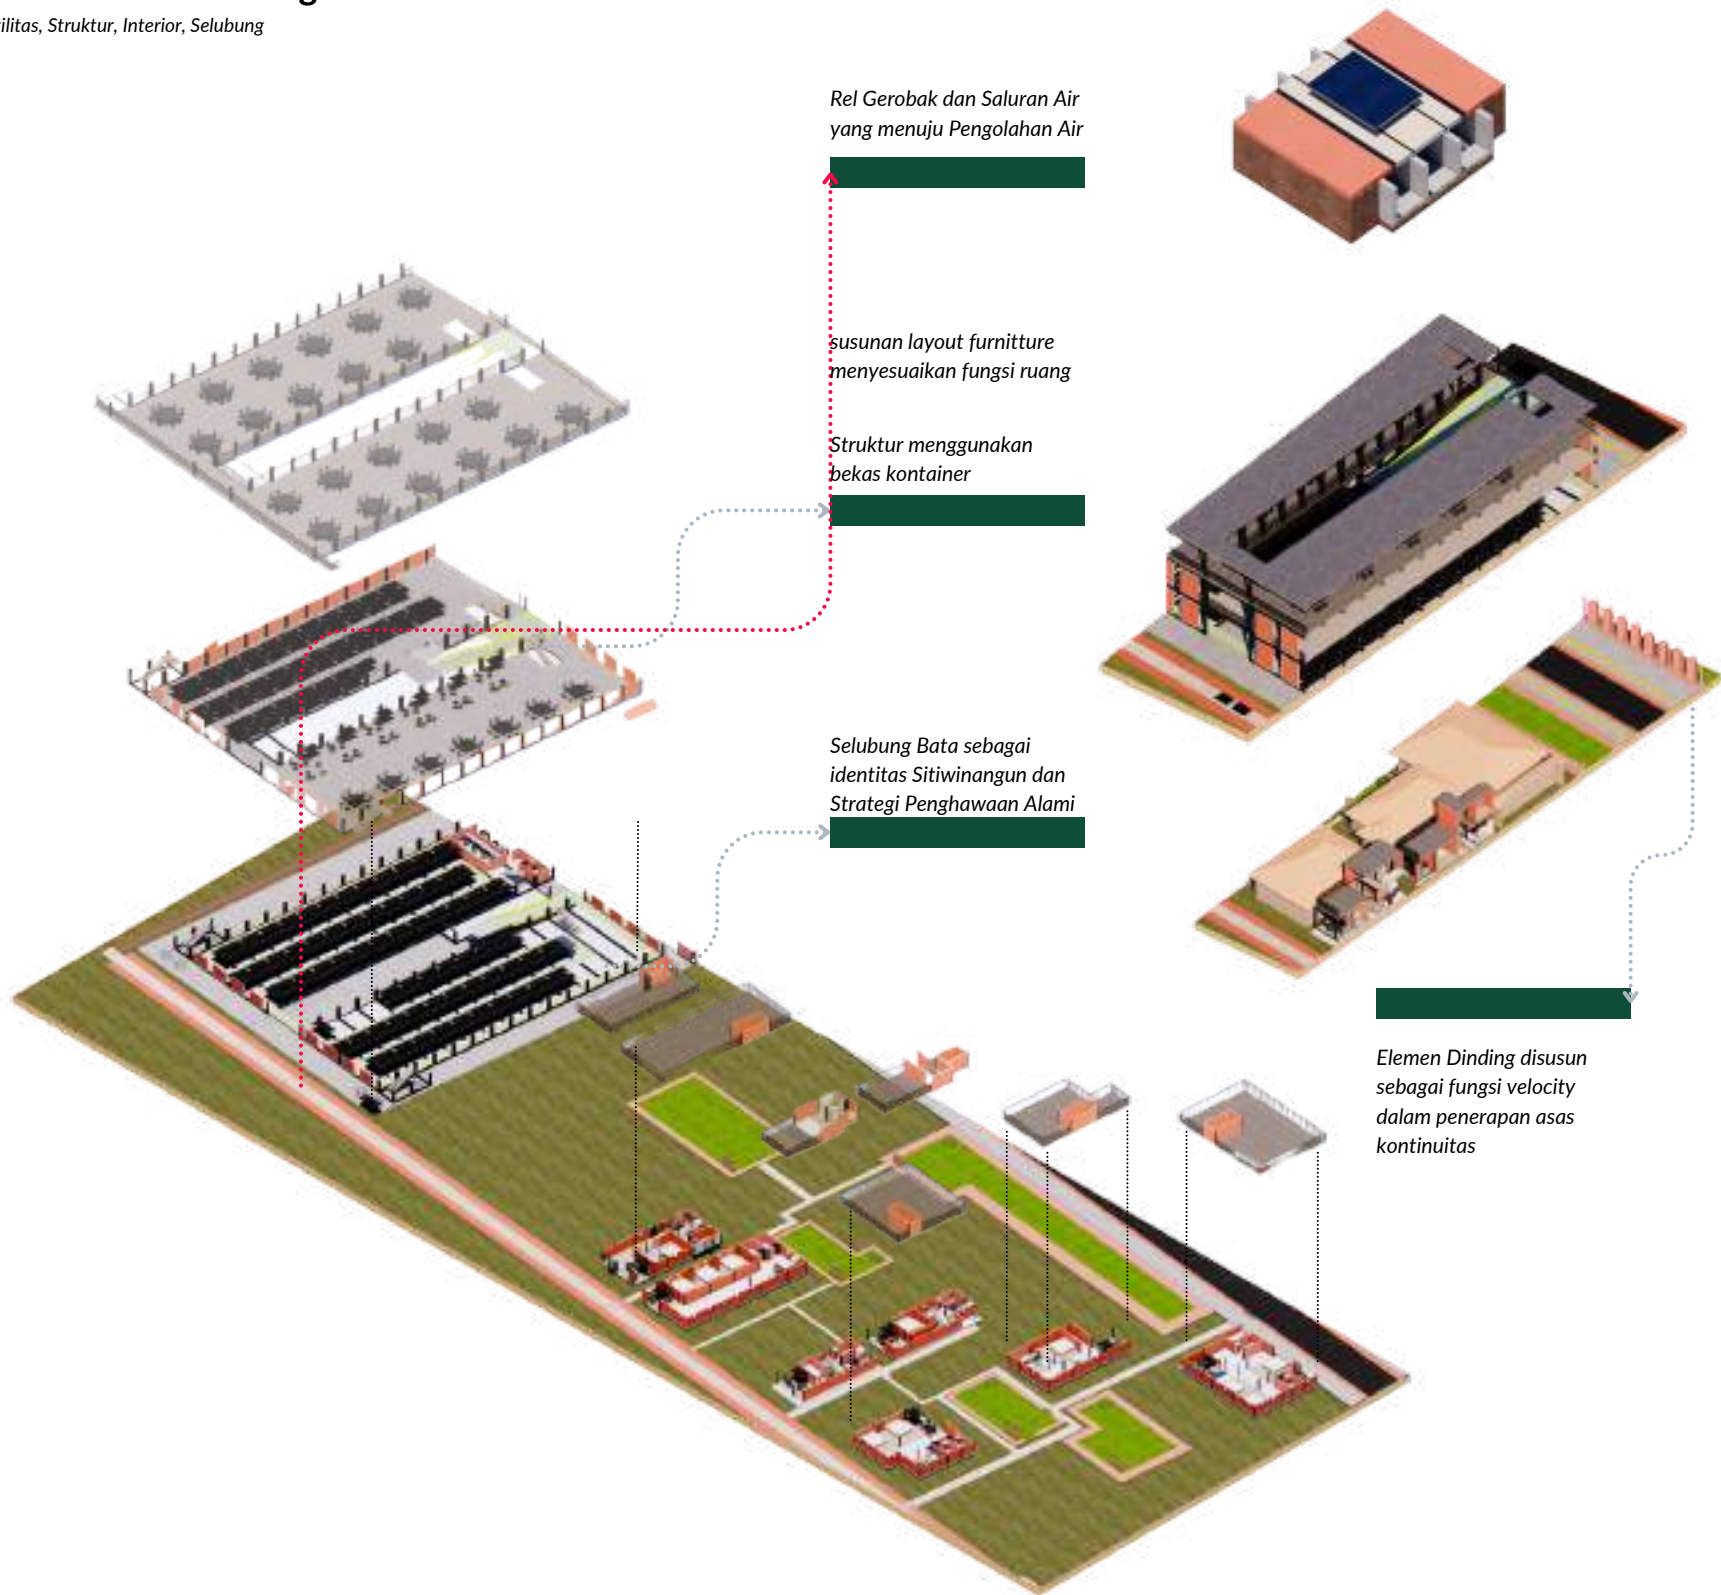 ilitas, Struktur, Interior, Selubung
Rel Gerobak dan Saluran Air
yang menuju Pengolahan Air
susunan layout furnitture
menyesuaikan fungsi ruang
Struktur menggunakan
bekas kontainer
Selubung Bata sebagai
identitas Sitiwinangun dan
Strategi Penghawaan Alami
Elemen Dinding disusun
sebagai fungsi velocity
dalam penerapan asas
kontinuitas